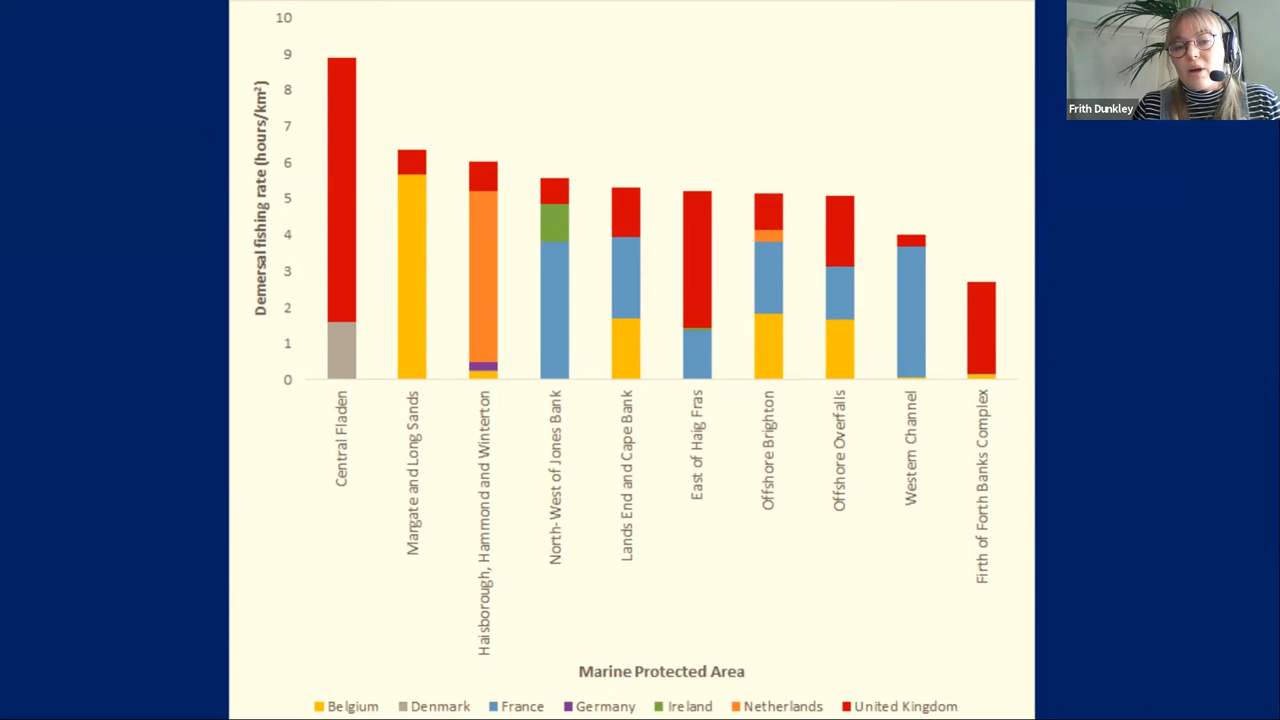 Frith Dunkley
Demersal fishing rate (hours/km²)
10
9
8
7
6
5
4
3
2
1
0
Central Fladen
Margate and Long Sands
Haisborough, Hammond and Winterton
North-West of Jones Bank
Lands End and Cape Bank
East of Haig Fras
Offshore Brighton
Offshore Overfalls
Western Channel
Firth of Forth Banks Complex
Marine Protected Area
Belgium Denmark France Germany Ireland Netherlands United Kingdom